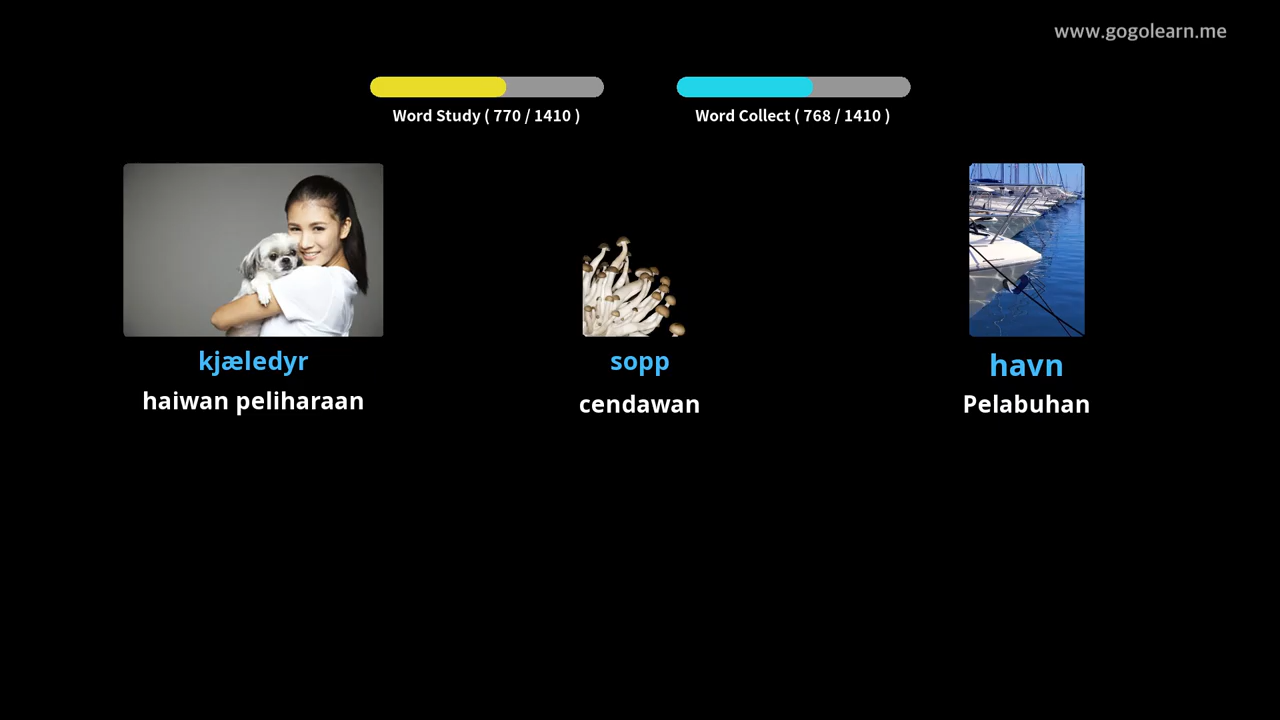 www.gogolearn.me
Word Study ( 770 / 1410 )
Word Collect ( 768 / 1410 )
kjæledyr
haiwan peliharaan
sopp
cendawan
havn
Pelabuhan